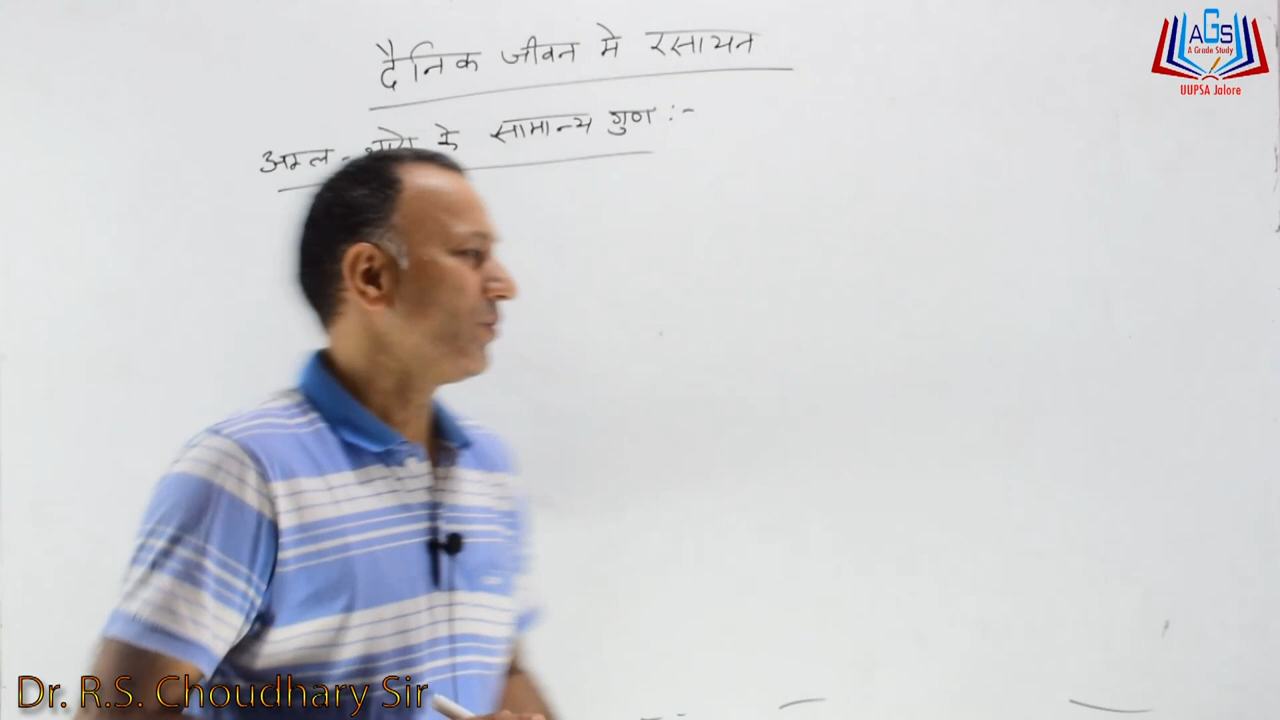 दैनिक जीवन मे रसायन
अम्ल - के सामान्य गुण :-
AGS
A Grade Study
UUPSA Jalore
Dr. R.S. Choudhary Sir